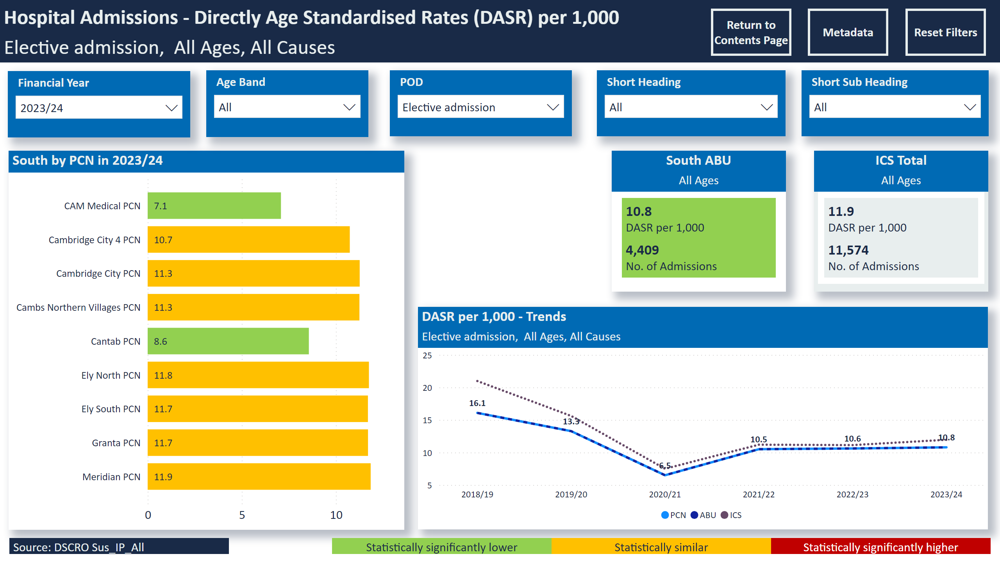 Hospital Admissions - Directly Age Standardised Rates (DASR) per 1,000
Elective admission,  All Ages, All Causes
Return to
Contents Page
Metadata
Reset Filters
Financial Year
2023/24
Age Band
All
POD
Elective admission
Short Heading
All
Short Sub Heading
All
South by PCN in 2023/24
CAM Medical PCN 7.1
Cambridge City 4 PCN 10.7
Cambridge City PCN 11.3
Cambs Northern Villages PCN 11.3
Cantab PCN 8.6
Ely North PCN 11.8
Ely South PCN 11.7
Granta PCN 11.7
Meridian PCN 11.9
0 5 10
South ABU
All Ages
10.8
DASR per 1,000
4,409
No. of Admissions
ICS Total
All Ages
11.9
DASR per 1,000
11,574
No. of Admissions
DASR per 1,000 - Trends
Elective admission,  All Ages, All Causes
25
20
15
10
5
16.1
13.3
6.5
10.5
10.6
10.8
2018/19 2019/20 2020/21 2021/22 2022/23 2023/24
PCN ABU ICS
Source: DSCRO Sus_IP_All
Statistically significantly lower
Statistically similar
Statistically significantly higher